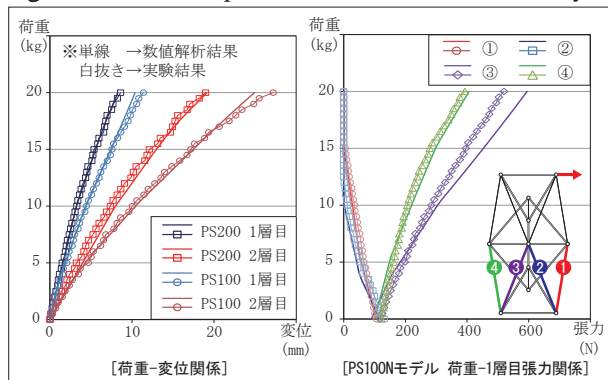 荷重
(kg)
※単線 →数値解析結果
白抜き→実験結果
20
15
10
5
0
0
10
20
変位
(mm)
PS200 1層目
PS200 2層目
PS100 1層目
PS100 2層目
[荷重-変位関係]
荷重
(kg)
① ②
③ ④
20
15
10
5
0
0
200
400
600
張力
(N)
4 3 2 1
[PS100Nモデル 荷重-1層目張力関係]